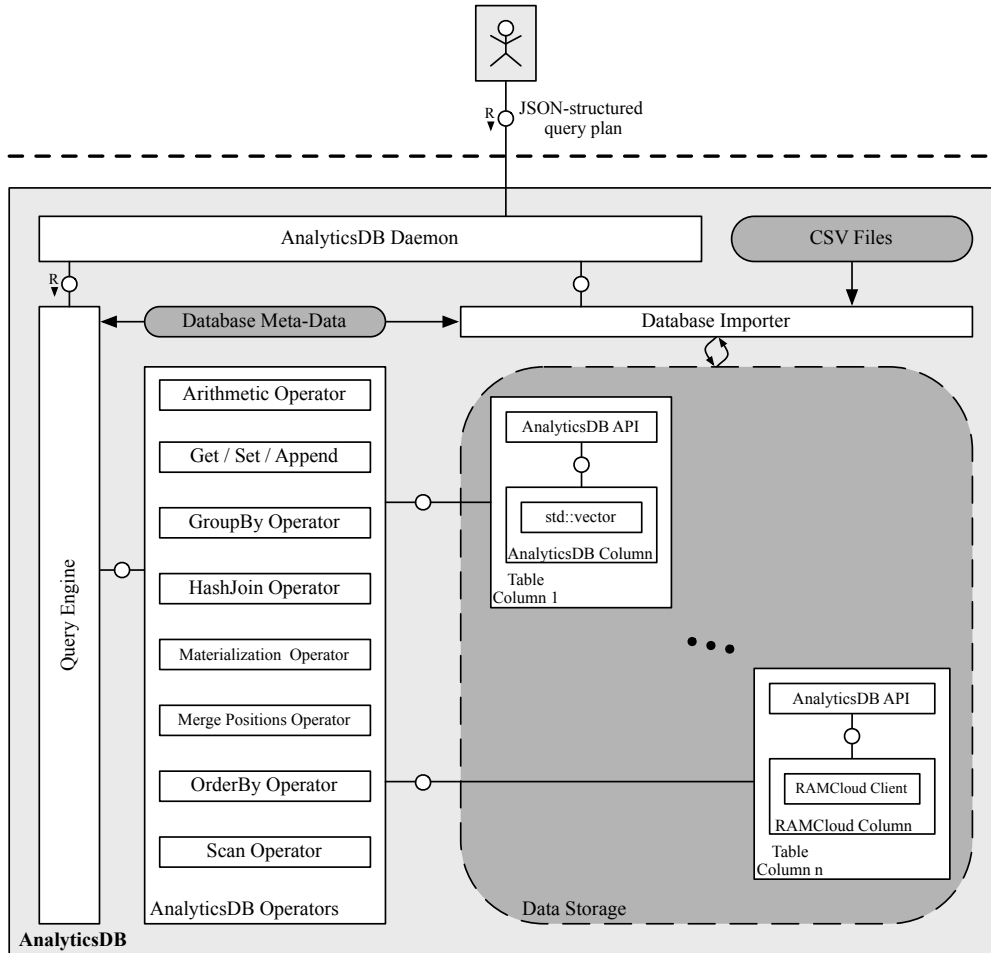 R
JSON-structured
query plan
AnalyticsDB Daemon
CSV Files
R
Database Meta-Data
Database Importer
Query Engine
Arithmetic Operator
Get / Set / Append
GroupBy Operator
HashJoin Operator
Materialization Operator
Merge Positions Operator
OrderBy Operator
Scan Operator
AnalyticsDB Operators
AnalyticsDB API
std::vector
AnalyticsDB Column
Table
Column 1
AnalyticsDB API
RAMCloud Client
RAMCloud Column
Table
Column n
Data Storage
AnalyticsDB